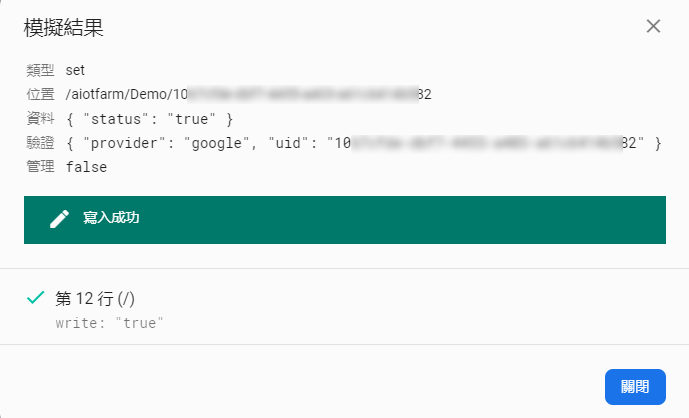 模擬結果
類型 set
位置 /aiotfarm/Demo/10 82
資料 { "status": "true" }
驗證 { "provider": "google", "uid": "10 82" }
管理 false
寫入成功
第 12 行 (/)
write: "true"
關閉